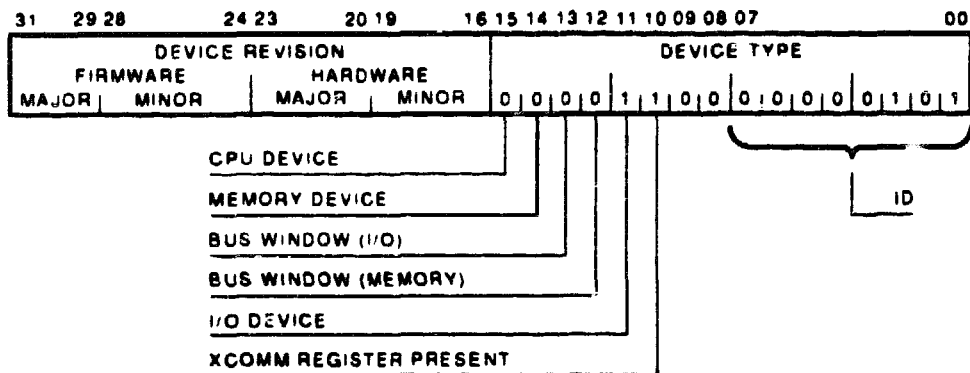 31 29 28 24 23 20 19 16 15 14 13 12 11 10 09 08 07 00
DEVICE REVISION DEVICE TYPE
FIRMWARE HARDWARE
MAJOR MINOR MAJOR MINOR 0 0 0 0 1 1 0 0 0 0 0 0 0 1 0 1
CPU DEVICE
MEMORY DEVICE
ID
BUS WINDOW (I/O)
BUS WINDOW (MEMORY)
I/O DEVICE
XCOMM REGISTER PRESENT